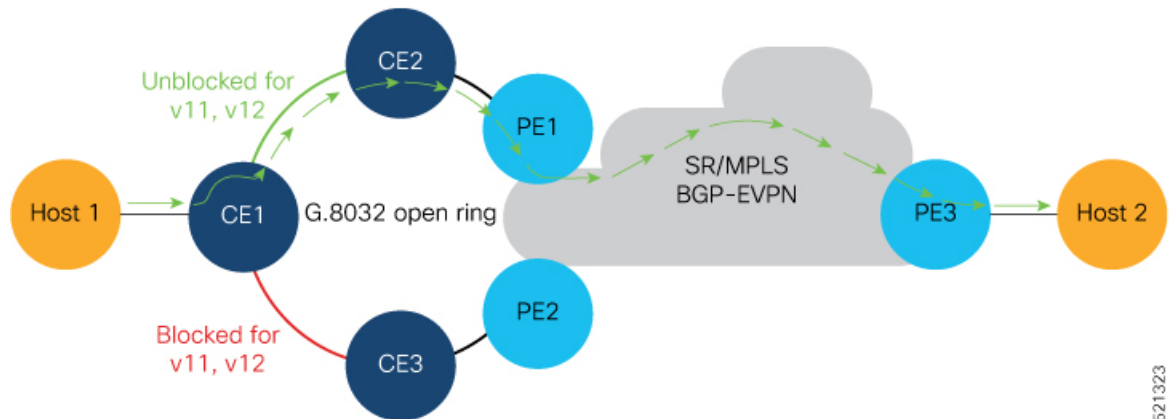 CE2
Unblocked for
v11, v12
PE1
SR/MPLS
BGP-EVPN
Host 1
CE1
G.8032 open ring
PE3
Host 2
PE2
Blocked for
v11, v12
CE3
521323